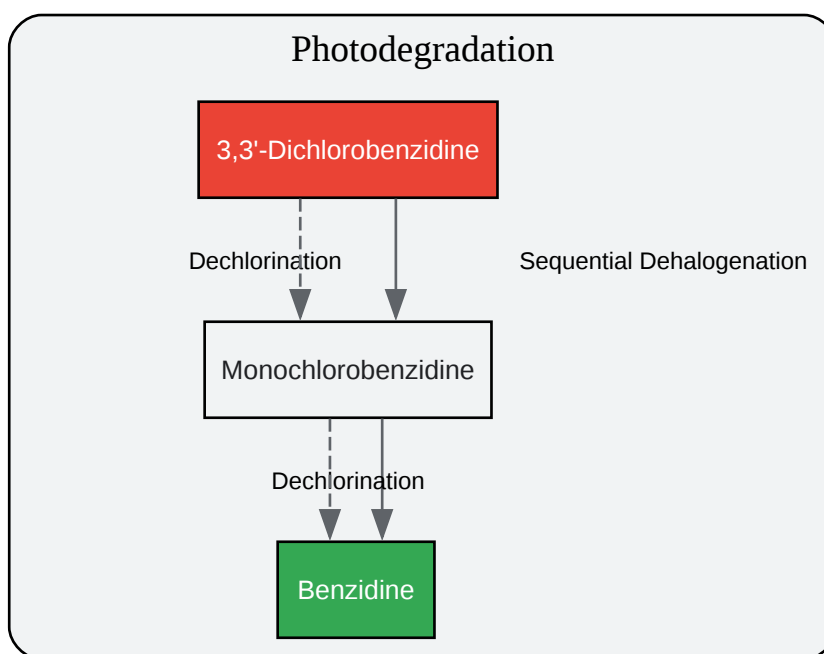 Photodegradation
3,3'-Dichlorobenzidine
Dechlorination
Sequential Dehalogenation
Monochlorobenzidine
Dechlorination
Benzidine